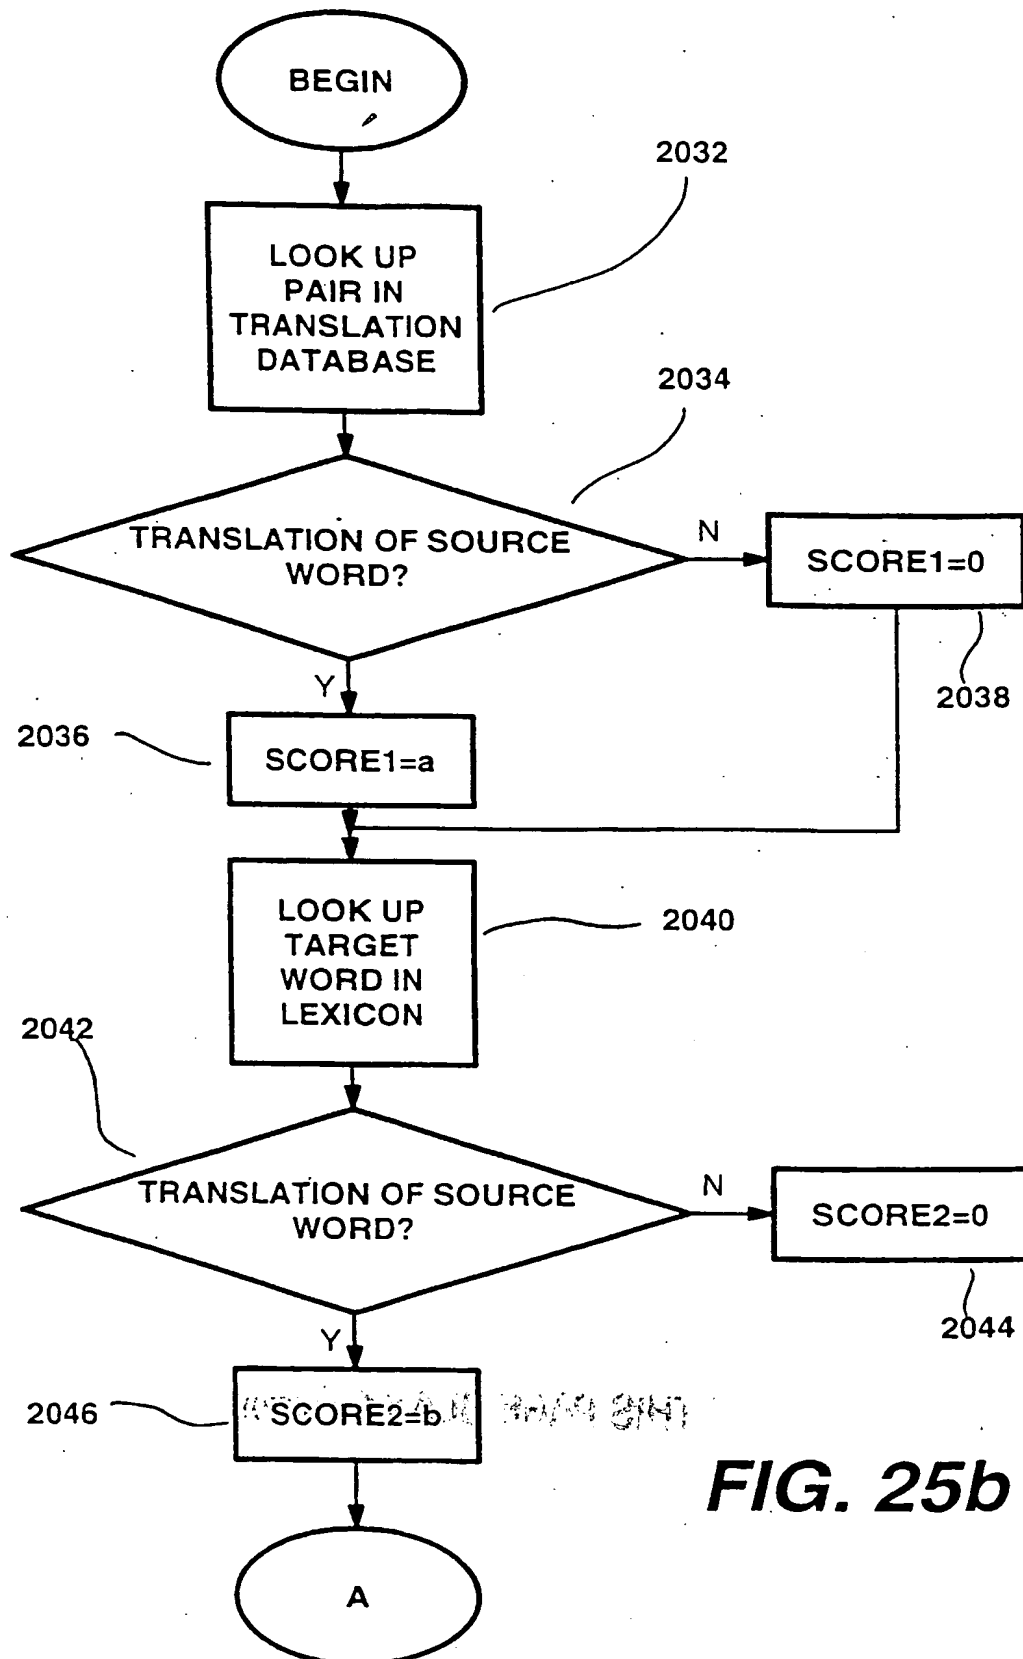 BEGIN
2032
LOOK UP
PAIR IN
TRANSLATION
DATABASE
2034
TRANSLATION OF SOURCE
WORD?
N
SCORE1=0
2038
Y
2036
SCORE1=a
LOOK UP
TARGET
WORD IN
LEXICON
2040
2042
TRANSLATION OF SOURCE
WORD?
N
SCORE2=0
2044
Y
2046
SCORE2=b
FIG. 25b
A